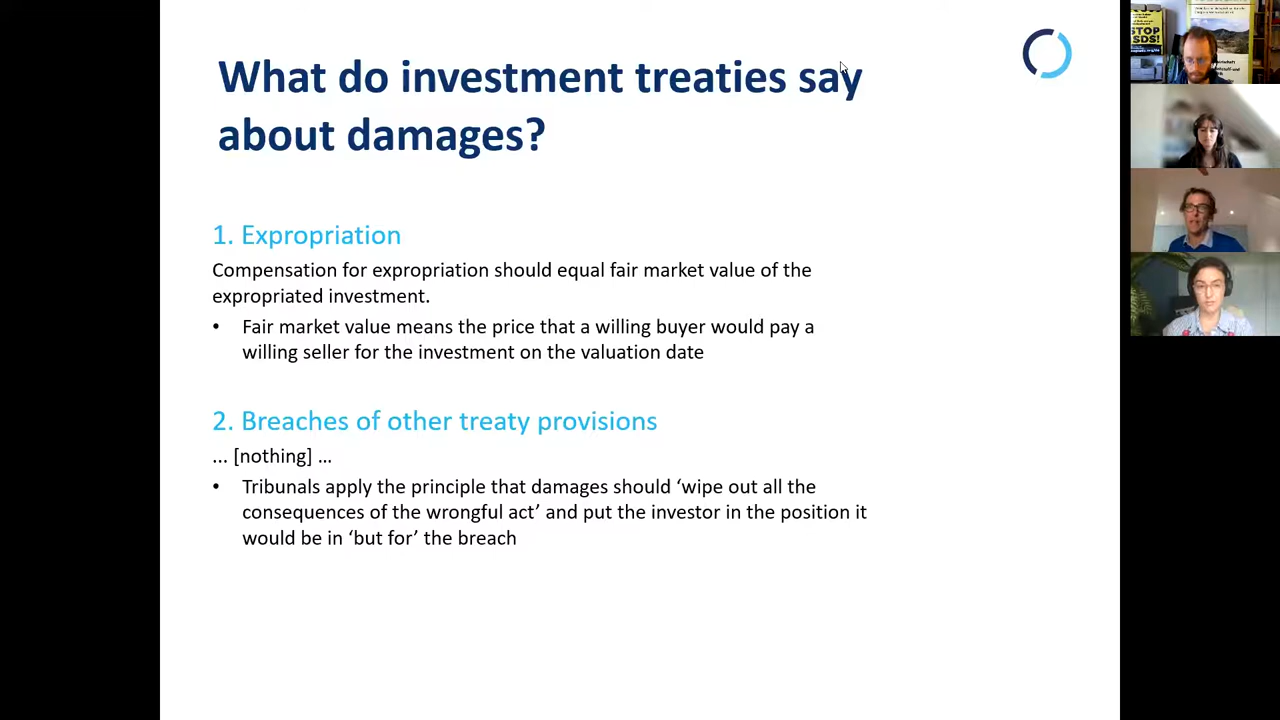 What do investment treaties say
about damages?
1. Expropriation
Compensation for expropriation should equal fair market value of the
expropriated investment.
• Fair market value means the price that a willing buyer would pay a
willing seller for the investment on the valuation date
2. Breaches of other treaty provisions
... [nothing] ...
• Tribunals apply the principle that damages should ‘wipe out all the
consequences of the wrongful act’ and put the investor in the position it
would be in ‘but for’ the breach
STOP